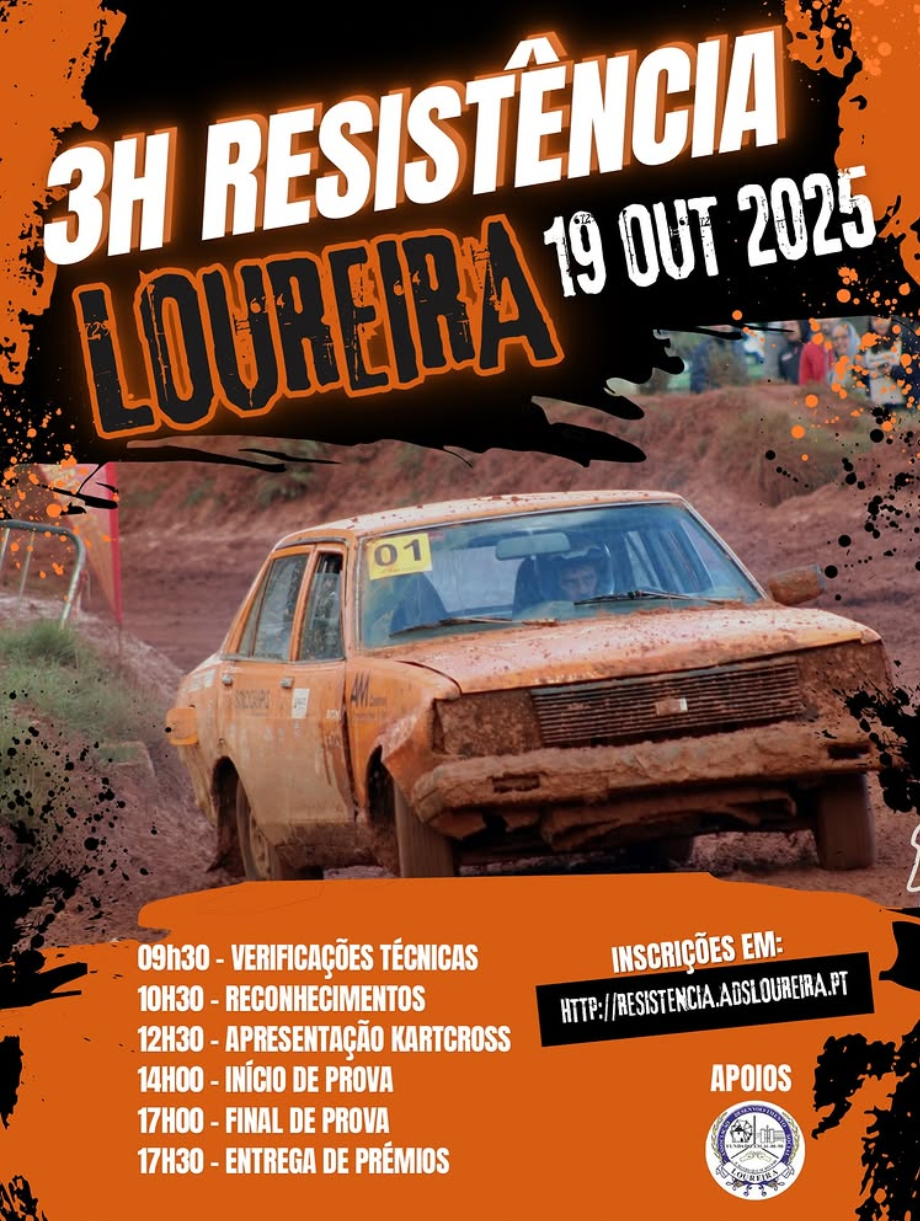 3H RESISTÊNCIA
LOUREIRA
19 OUT 2025
01
09h30 - VERIFICAÇÕES TÉCNICAS
10H30 - RECONHECIMENTOS
12H30 - APRESENTAÇÃO KARTCROSS
14H00 - INÍCIO DE PROVA
17H00 - FINAL DE PROVA
17H30 - ENTREGA DE PRÉMIOS
INSCRIÇÕES EM:
HTTP://RESISTENCIA.ADSLOUREIRA.PT
APOIOS
LOUREIRA